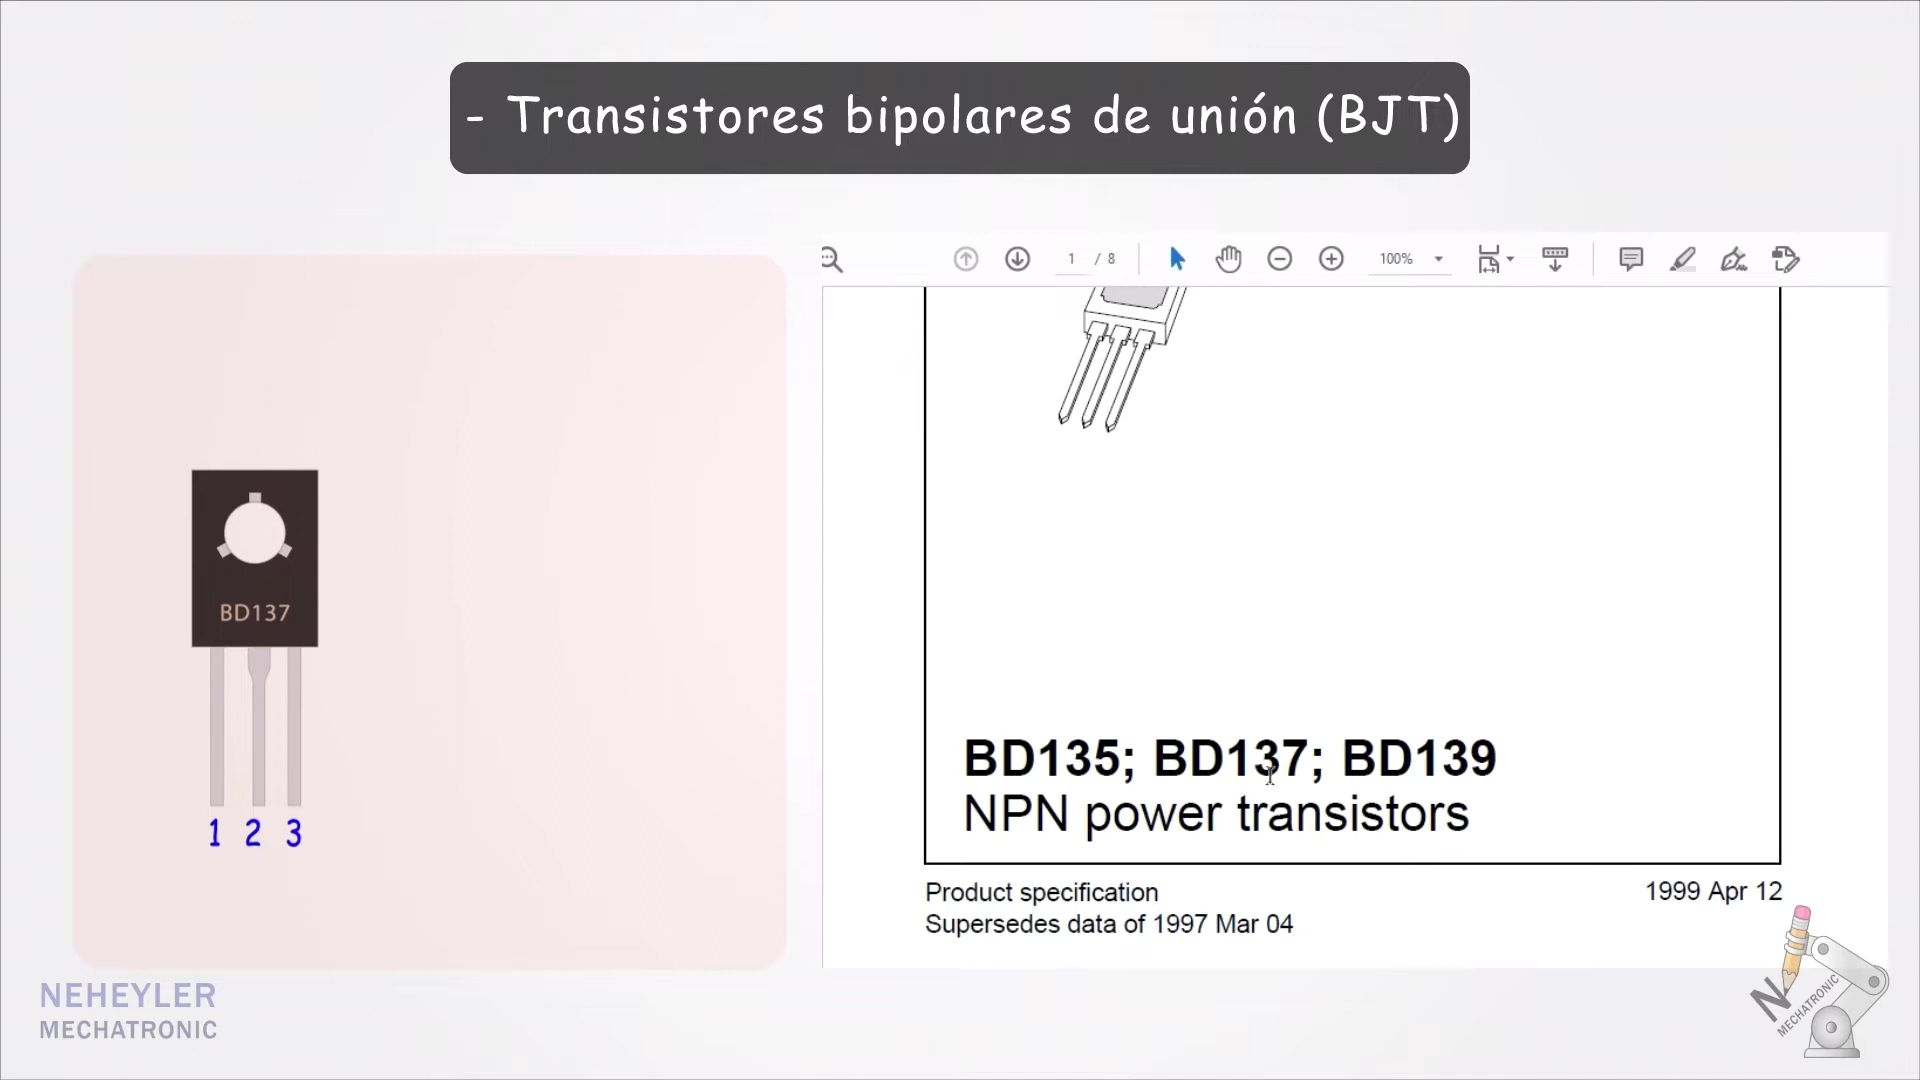 - Transistores bipolares de unión (BJT)
1 / 8
100%
BD137
1 2 3
BD135; BD137; BD139
NPN power transistors
Product specification
1999 Apr 12
Supersedes data of 1997 Mar 04
NEHEYLER
MECHATRONIC
N
MECHATRONIC